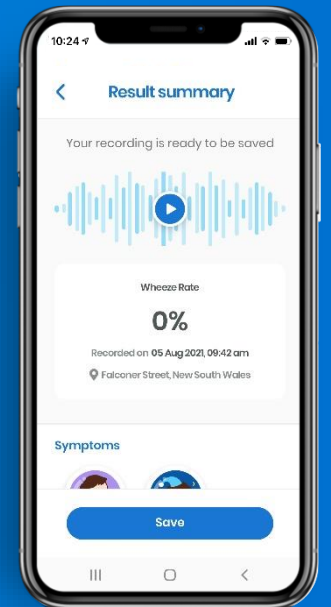 10:24
Result summary
Your recording is ready to be saved
Wheeze Rate
0%
Recorded on 05 Aug 2021, 09:42 am
Falconer Street, New South Wales
Symptoms
Save